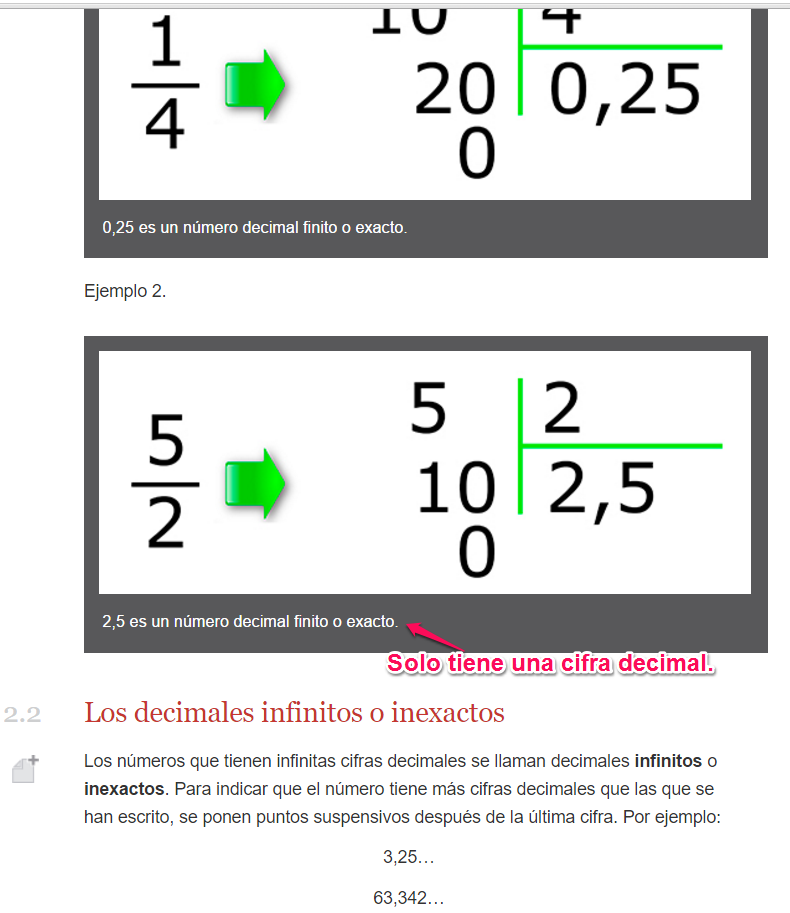 1
4
10 4
20 0,25
0
0,25 es un número decimal finito o exacto.
Ejemplo 2.
5
2
5 2
10 2,5
0
2,5 es un número decimal finito o exacto.
Solo tiene una cifra decimal.
2.2 Los decimales infinitos o inexactos
Los números que tienen infinitas cifras decimales se llaman decimales infinitos o
inexactos. Para indicar que el número tiene más cifras decimales que las que se
han escrito, se ponen puntos suspensivos después de la última cifra. Por ejemplo:
3,25…
63,342…